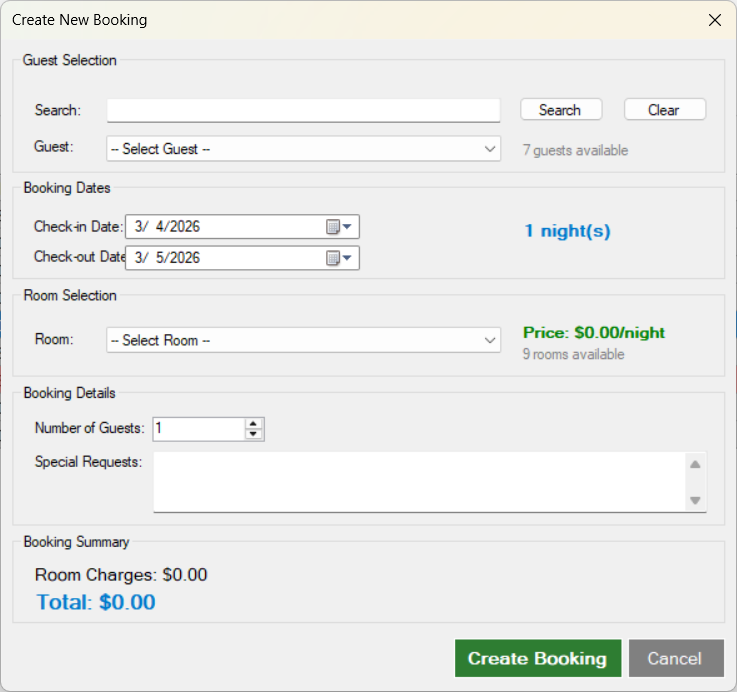 Create New Booking
Guest Selection
Search:
Search
Clear
Guest:
-- Select Guest --
7 guests available
Booking Dates
Check-in Date:
3/ 4/2026
1 night(s)
Check-out Date
3/ 5/2026
Room Selection
Room:
-- Select Room --
Price: $0.00/night
9 rooms available
Booking Details
Number of Guests:
1
Special Requests:
Booking Summary
Room Charges: $0.00
Total: $0.00
Create Booking
Cancel